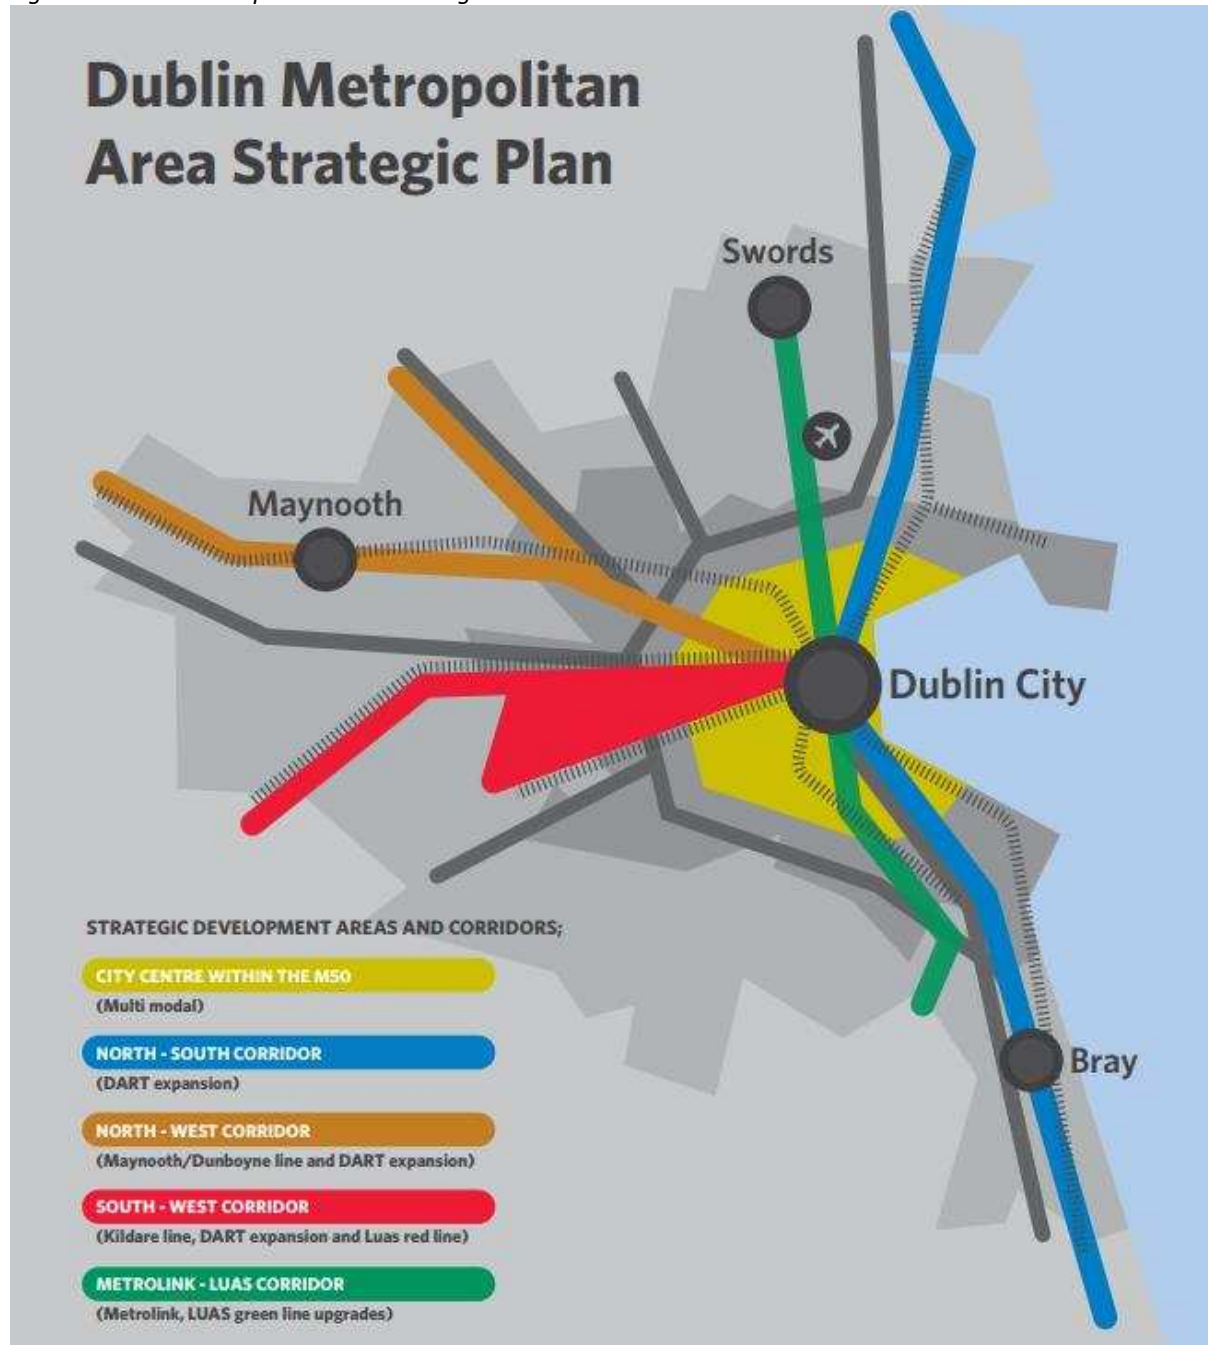 Dublin Metropolitan
Area Strategic Plan
Swords
Maynooth
Dublin City
Bray
STRATEGIC DEVELOPMENT AREAS AND CORRIDORS;
CITY CENTRE WITHIN THE M50
(Multi modal)
NORTH - SOUTH CORRIDOR
(DART expansion)
NORTH - WEST CORRIDOR
(Maynooth/Dunboyne line and DART expansion)
SOUTH - WEST CORRIDOR
(Kildare line, DART expansion and Luas red line)
METROLINK - LUAS CORRIDOR
(Metrolink, LUAS green line upgrades)